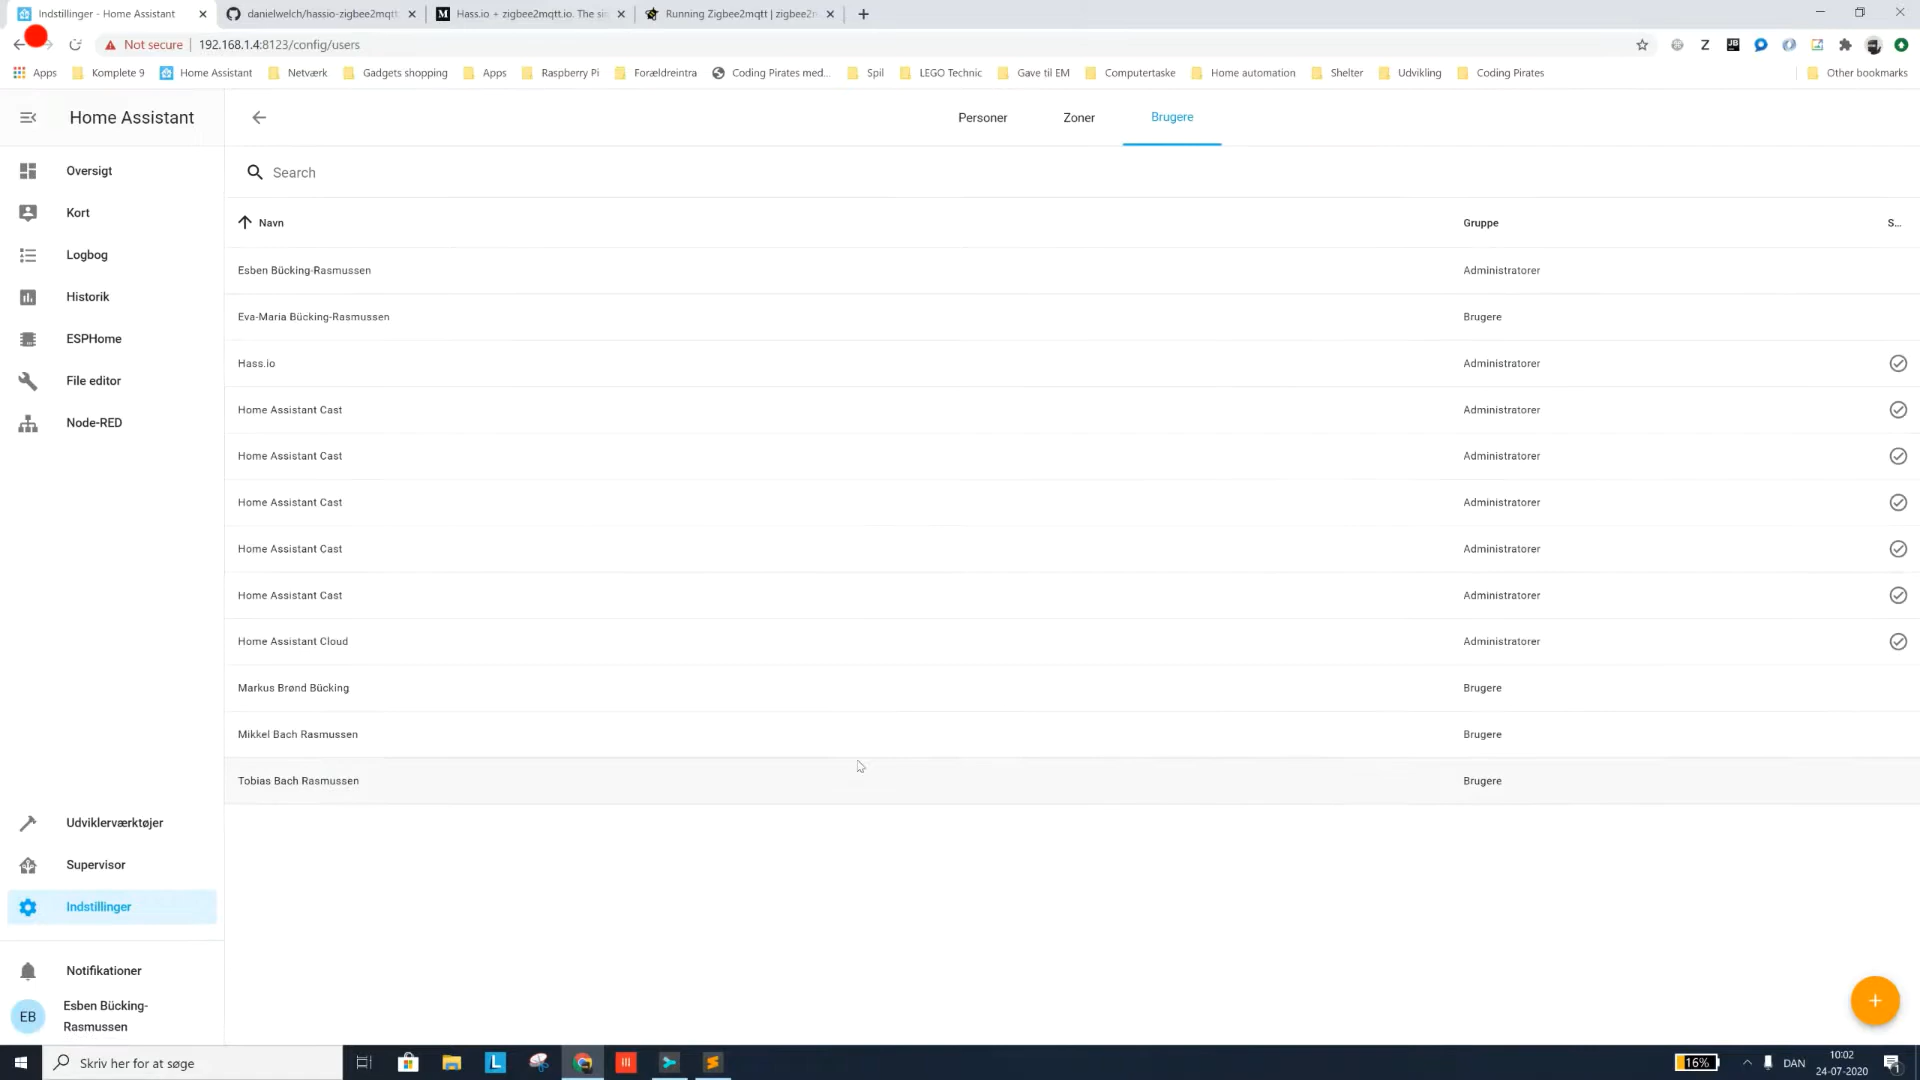 Indstillinger - Home Assistant
danielwelch/hassio-zigbee2mqtt
Hass.io + zigbee2mqtt.io. The si
Running Zigbee2mqtt | zigbee2m
Not secure
192.168.1.4:8123/config/users
Apps
Komplete 9
Home Assistant
Netværk
Gadgets shopping
Apps
Raspberry Pi
Forældreintra
Coding Pirates med...
Spil
LEGO Technic
Gave til EM
Computertaske
Home automation
Shelter
Udvikling
Coding Pirates
Other bookmarks
Home Assistant
Personer
Zoner
Brugere
Oversigt
Kort
Logbog
Historik
ESPHome
File editor
Node-RED
Udviklerværktøjer
Supervisor
Indstillinger
Notifikationer
EB
Esben Bücking-
Rasmussen
Search
Navn Gruppe S...
Esben Bücking-Rasmussen Administratorer
Eva-Maria Bücking-Rasmussen Brugere
Hass.io Administratorer
Home Assistant Cast Administratorer
Home Assistant Cast Administratorer
Home Assistant Cast Administratorer
Home Assistant Cast Administratorer
Home Assistant Cast Administratorer
Home Assistant Cloud Administratorer
Markus Brønd Bücking Brugere
Mikkel Bach Rasmussen Brugere
Tobias Bach Rasmussen Brugere
Skriv her for at søge
16%
DAN
10:02
24-07-2020